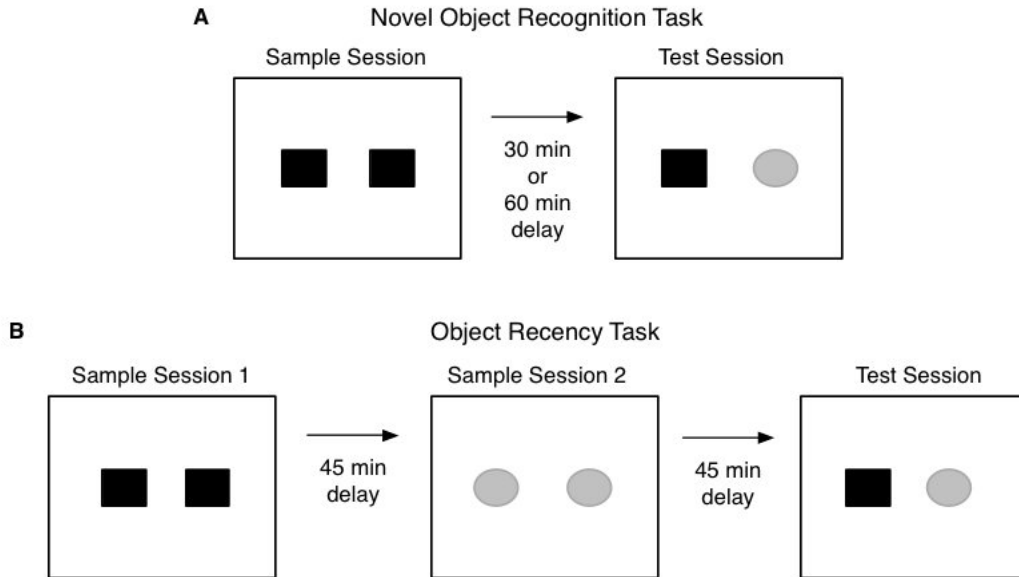 A
Novel Object Recognition Task
Sample Session
Test Session
30 min
or
60 min
delay
B
Object Recency Task
Sample Session 1
Sample Session 2
Test Session
45 min
delay
45 min
delay